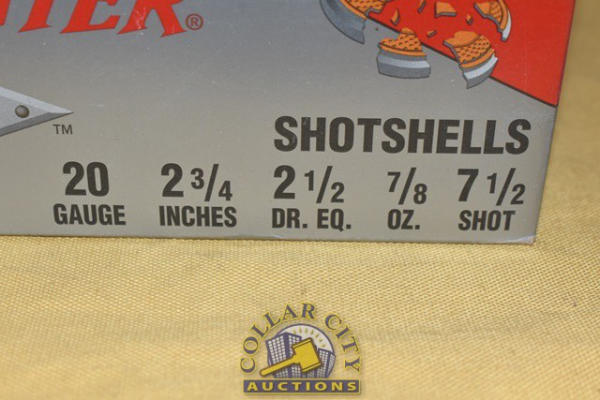 ®
TM
SHOTSHELLS
20 2 3/4 2 1/2 7/8 7 1/2
GAUGE INCHES DR. EQ. OZ. SHOT
COLLAR CITY
AUCTIONS